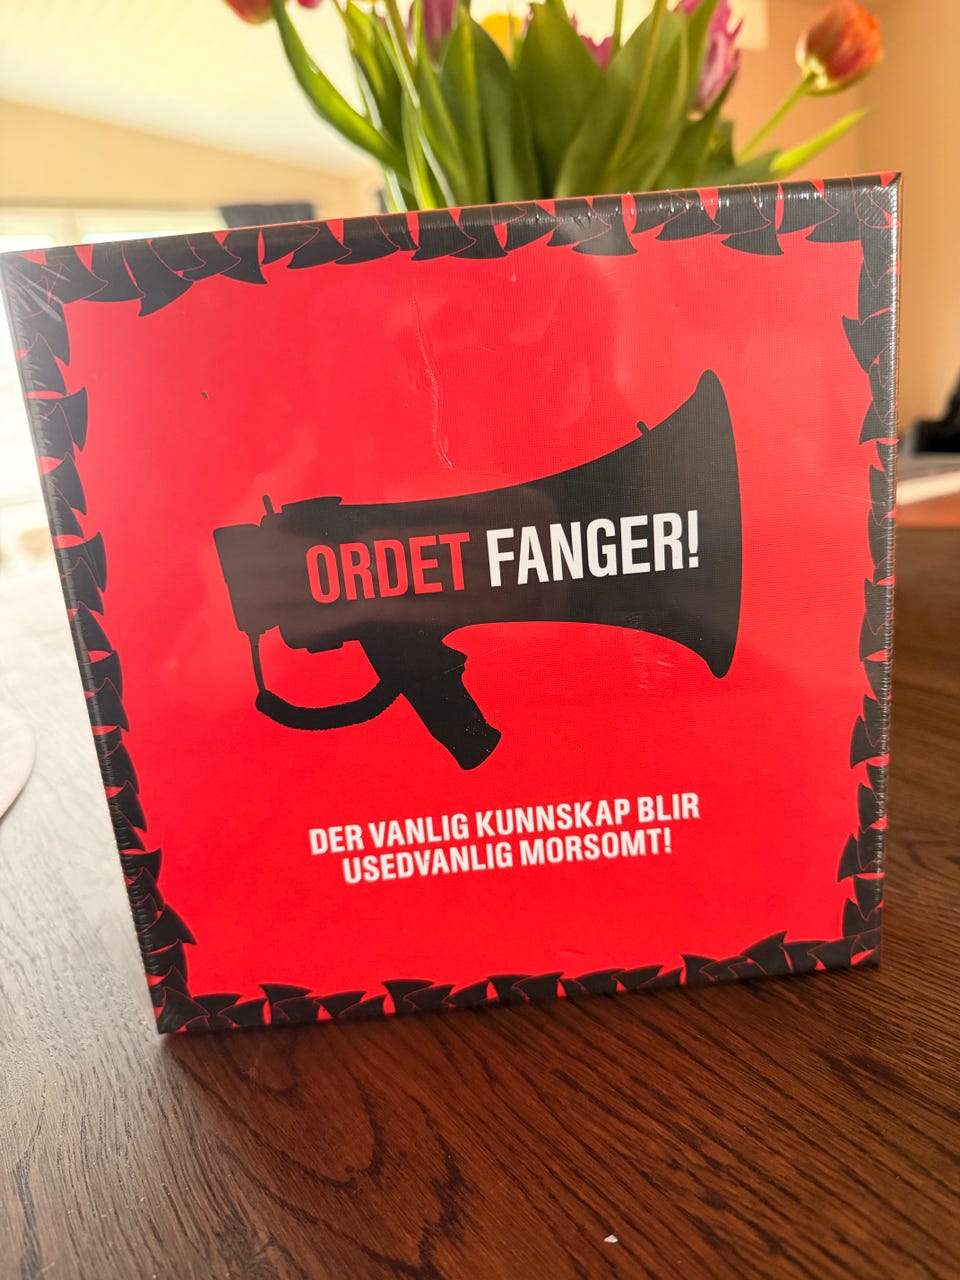 ORDET FANGER!
DER VANLIG KUNNSKAP BLIR
USEDVANLIG MORSOMT!